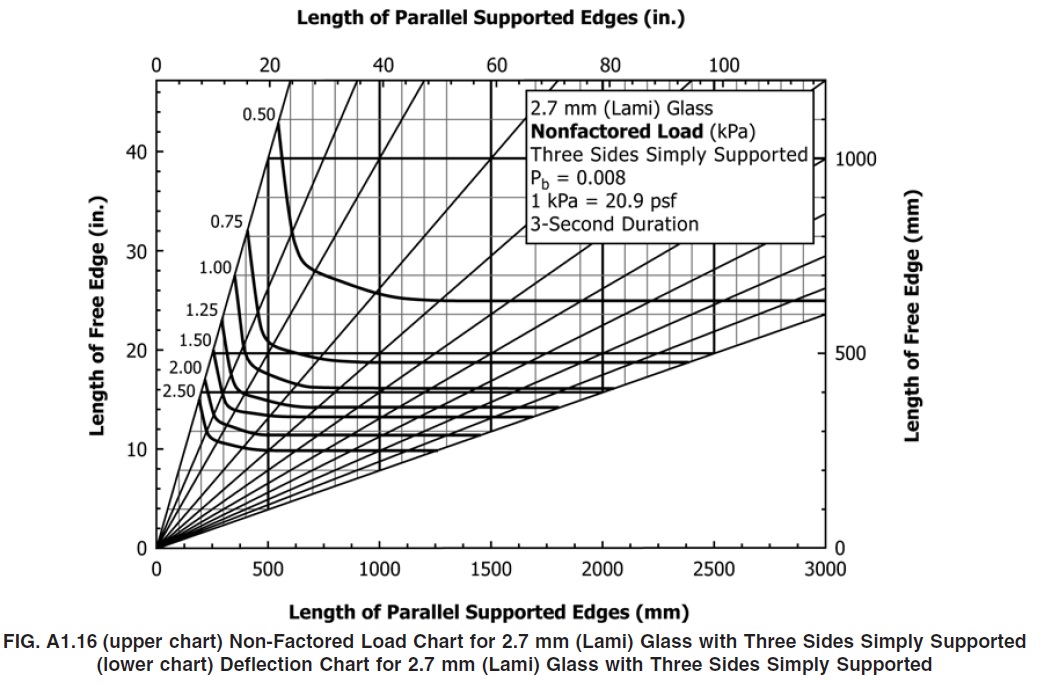 Length of Parallel Supported Edges (in.)
0 20 40 60 80 100
0.50
2.7 mm (Lami) Glass
Nonfactored Load (kPa)
Three Sides Simply Supported
Pb = 0.008
1 kPa = 20.9 psf
3-Second Duration
40
1000
0.75
30
1.00
1.25
1.50
20
500
2.00
2.50
10
0
0
Length of Free Edge (in.)
Length of Free Edge (mm)
0 500 1000 1500 2000 2500 3000
Length of Parallel Supported Edges (mm)
FIG. A1.16 (upper chart) Non-Factored Load Chart for 2.7 mm (Lami) Glass with Three Sides Simply Supported
(lower chart) Deflection Chart for 2.7 mm (Lami) Glass with Three Sides Simply Supported